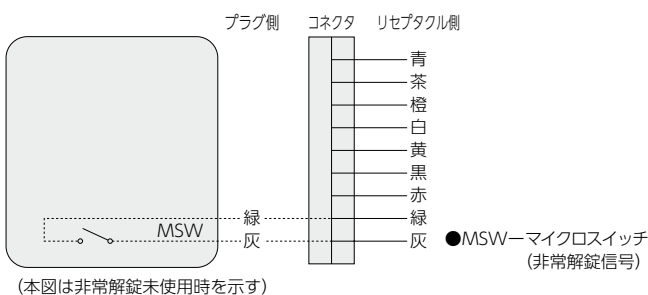 プラグ側 コネクタ リセプタクル側
青
茶
橙
白
黄
黒
赤
緑 緑
MSW 灰 灰 ●MSWーマイクロスイッチ
(非常解錠信号)
(本図は非常解錠未使用時を示す)